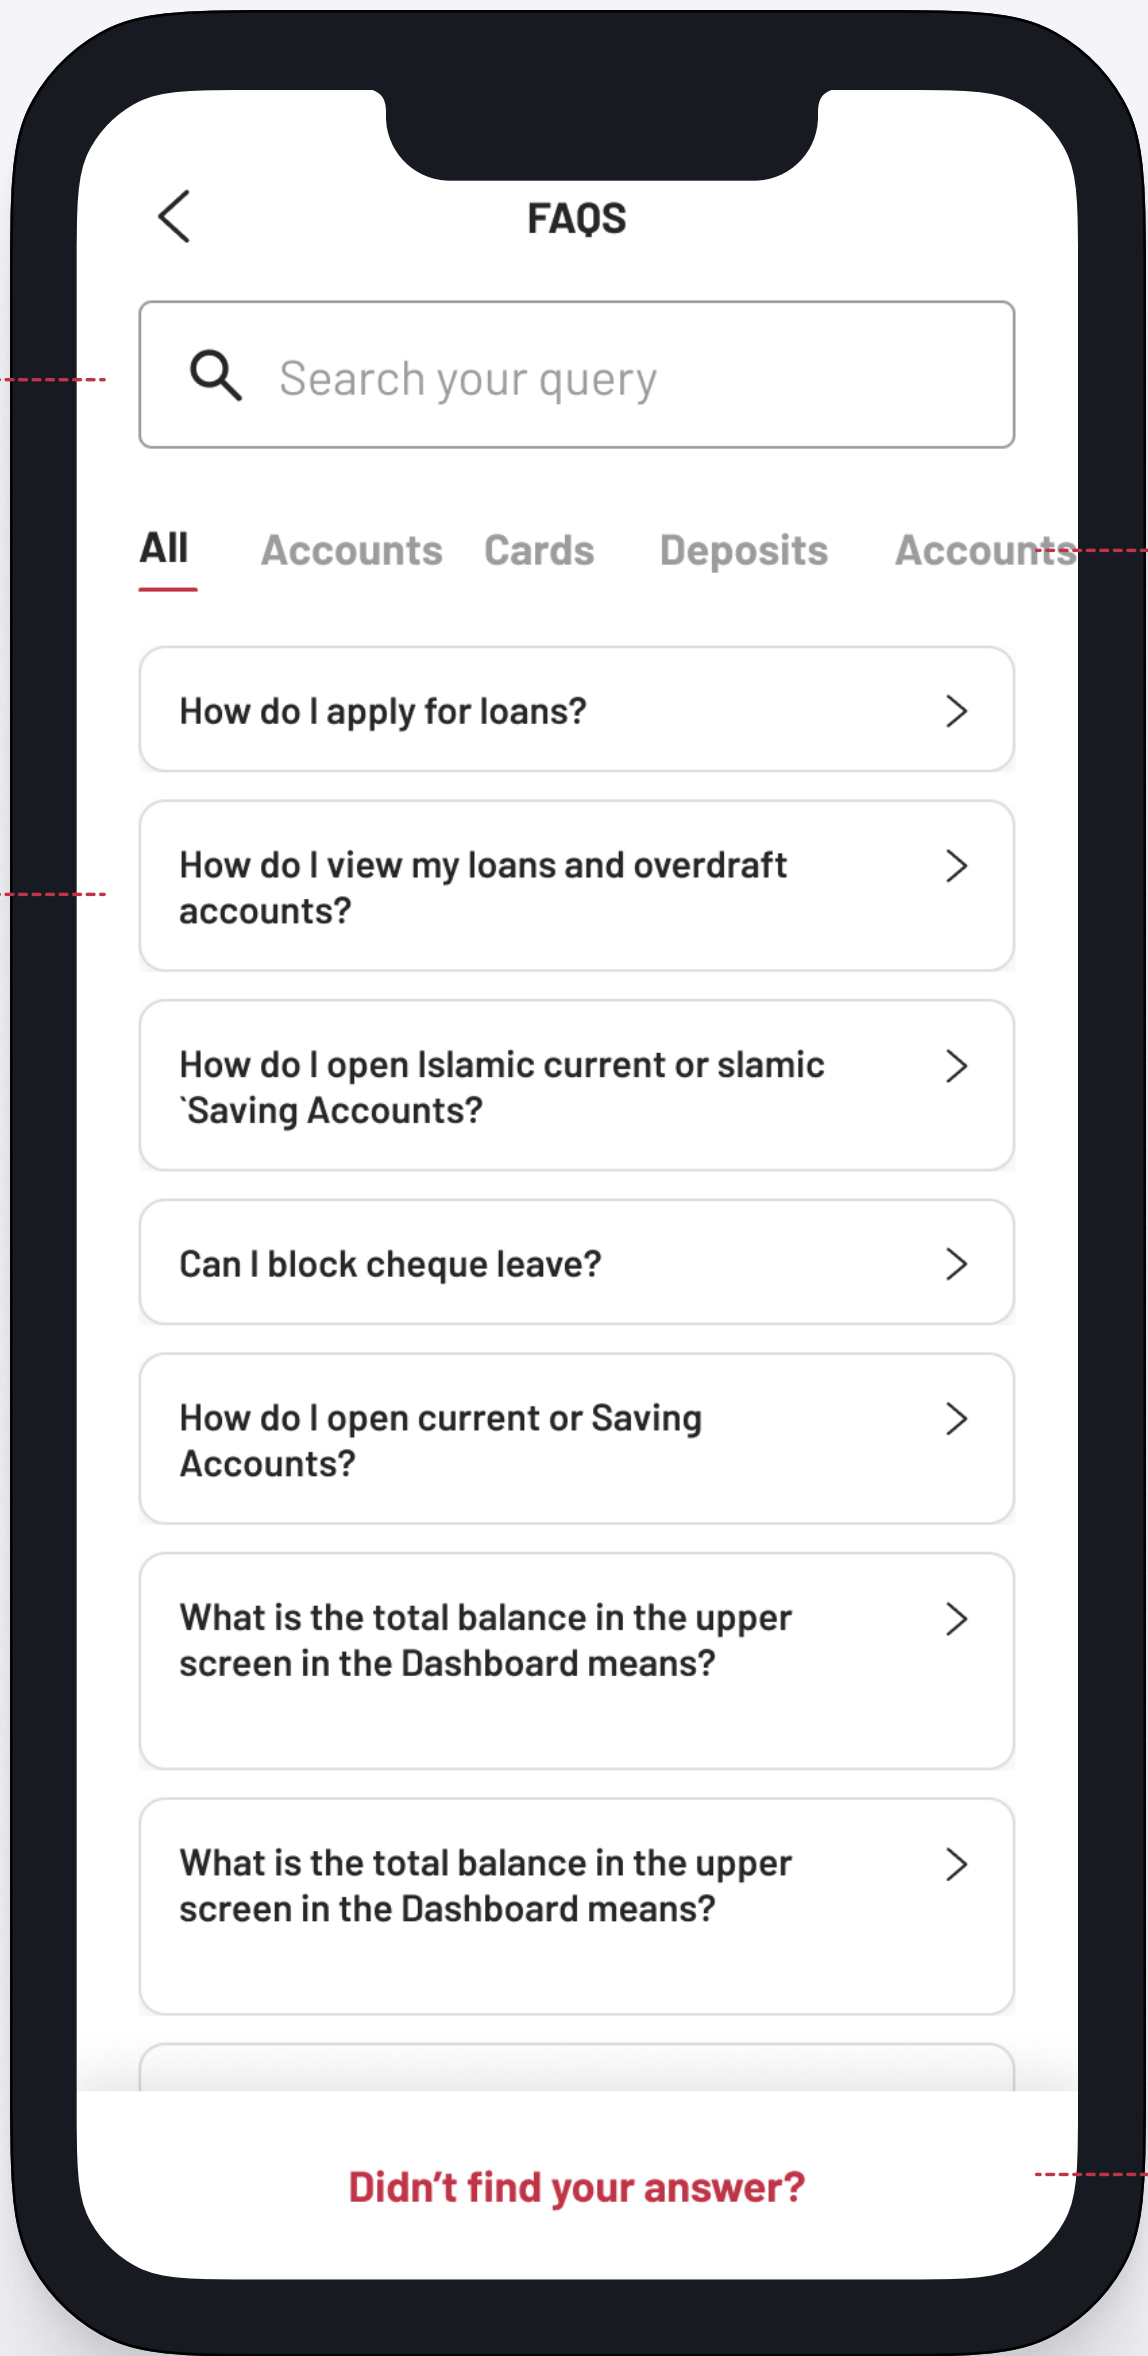 FAQS
Search your query
All Accounts Cards Deposits Accounts
How do I apply for loans?
How do I view my loans and overdraft
accounts?
How do I open Islamic current or slamic
`Saving Accounts?
Can I block cheque leave?
How do I open current or Saving
Accounts?
What is the total balance in the upper
screen in the Dashboard means?
What is the total balance in the upper
screen in the Dashboard means?
Didn’t find your answer?